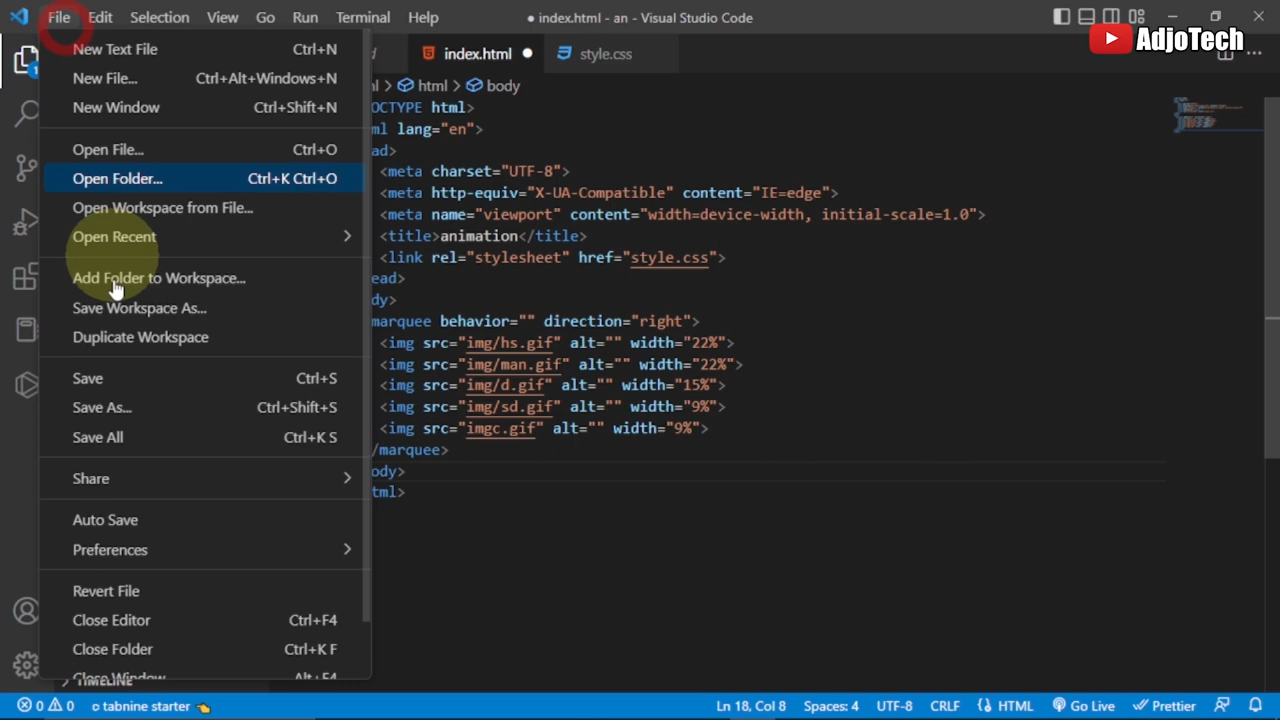 File Edit Selection View Go Run Terminal Help
● index.html - an - Visual Studio Code
AdjoTech
index.html ●
style.css
html > body
New Text File Ctrl+N
New File... Ctrl+Alt+Windows+N
New Window Ctrl+Shift+N
Open File... Ctrl+O
Open Folder... Ctrl+K Ctrl+O
Open Workspace from File...
Open Recent
Add Folder to Workspace...
Save Workspace As...
Duplicate Workspace
Save Ctrl+S
Save As... Ctrl+Shift+S
Save All Ctrl+K S
Share
Auto Save
Preferences
Revert File
Close Editor Ctrl+F4
Close Folder Ctrl+K F
Close Window Alt+F4
TIMELINE
OCTYPE html>
ml lang="en">
ad>
<meta charset="UTF-8">
<meta http-equiv="X-UA-Compatible" content="IE=edge">
<meta name="viewport" content="width=device-width, initial-scale=1.0">
<title>animation</title>
<link rel="stylesheet" href="style.css">
ead>
dy>
marquee behavior="" direction="right">
<img src="img/hs.gif" alt="" width="22%">
<img src="img/man.gif" alt="" width="22%">
<img src="img/d.gif" alt="" width="15%">
<img src="img/sd.gif" alt="" width="9%">
<img src="imgc.gif" alt="" width="9%">
/marquee>
ody>
tml>
1
0 0 tabnine starter 👈 Ln 18, Col 8 Spaces: 4 UTF-8 CRLF HTML Go Live Prettier